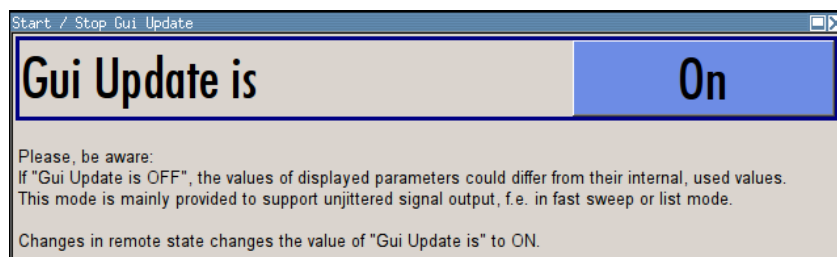 Start / Stop Gui Update
Gui Update is On
Please, be aware:
If "Gui Update is OFF", the values of displayed parameters could differ from their internal, used values.
This mode is mainly provided to support unjittered signal output, f.e. in fast sweep or list mode.
Changes in remote state changes the value of "Gui Update is" to ON.